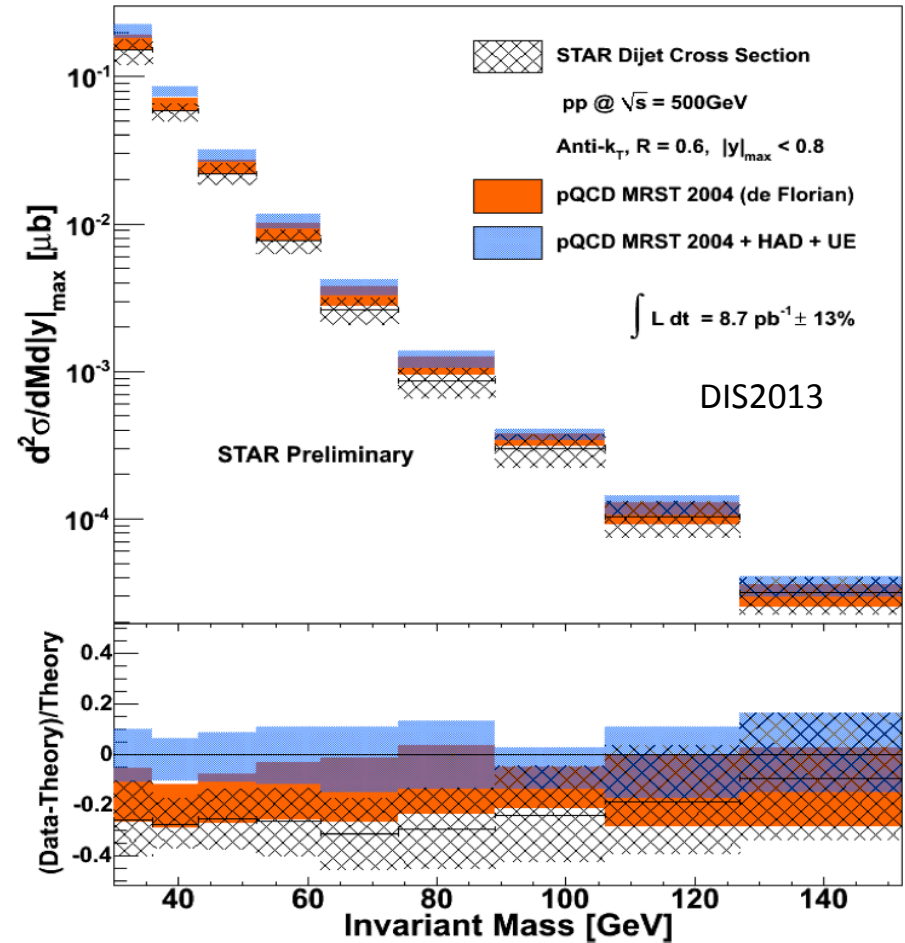 STAR Dijet Cross Section
pp @ √s = 500GeV
Anti-k_T, R = 0.6, |y|_max < 0.8
pQCD MRST 2004 (de Florian)
pQCD MRST 2004 + HAD + UE
∫ L dt = 8.7 pb⁻¹ ± 13%
DIS2013
STAR Preliminary
d²σ/dMd|y|_max [μb]
10⁻¹
10⁻²
10⁻³
10⁻⁴
(Data-Theory)/Theory
0.4
0.2
0
-0.2
-0.4
40 60 80 100 120 140
Invariant Mass [GeV]